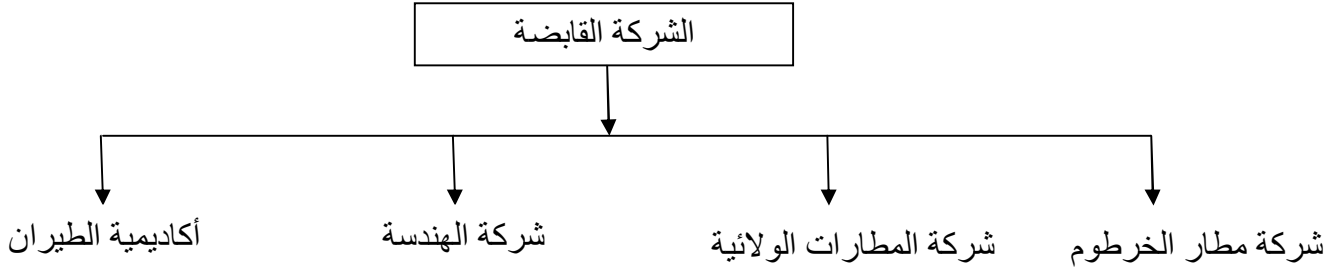 الشركة القابضة
شركة مطار الخرطوم
شركة المطارات الولائية
شركة الهندسة
أكاديمية الطيران